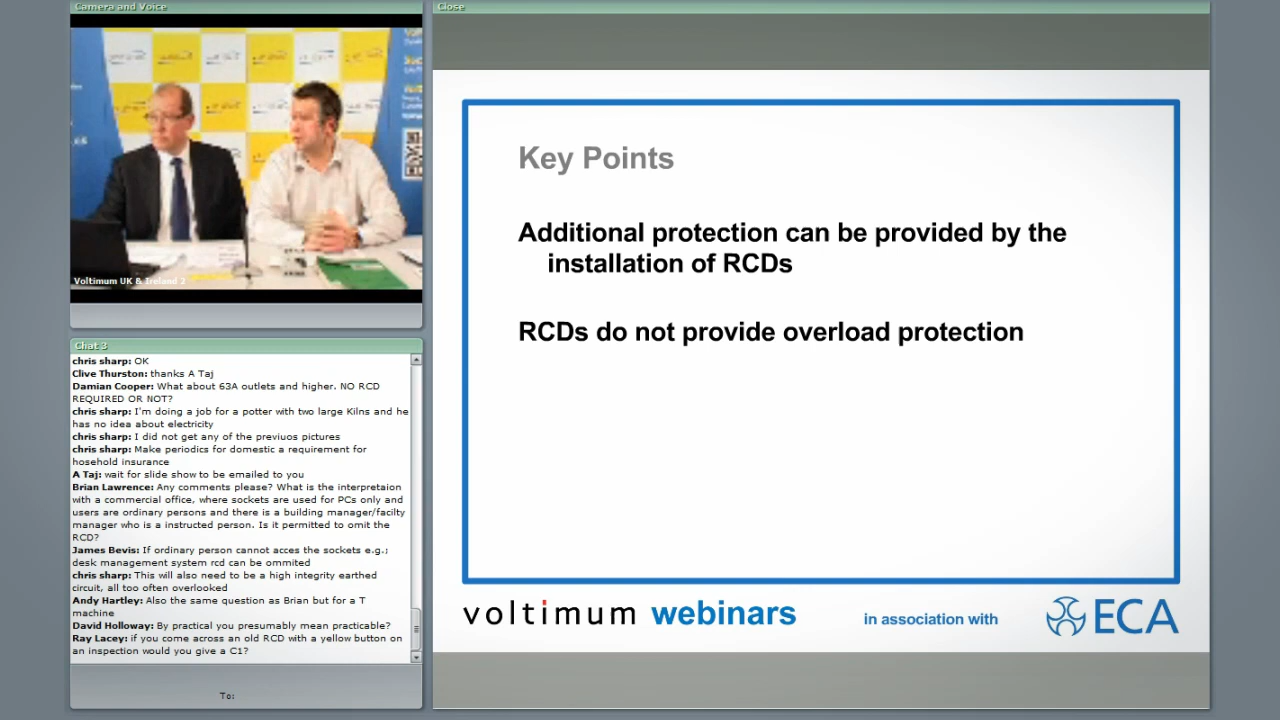 Camera and Voice
Close
Voltimum UK & Ireland 2
Chat 3
chris sharp: OK
Clive Thurston: thanks A Taj
Damian Cooper: What about 63A outlets and higher. NO RCD
REQUIRED OR NOT?
chris sharp: I'm doing a job for a potter with two large Kilns and he
has no idea about electricity
chris sharp: I did not get any of the previuos pictures
chris sharp: Make periodics for domestic a requirement for
hosehold insurance
A Taj: wait for slide show to be emailed to you
Brian Lawrence: Any comments please? What is the interpretaion
with a commercial office, where sockets are used for PCs only and
users are ordinary persons and there is a building manager/facilty
manager who is a instructed person. Is it permitted to omit the
RCD?
James Bevis: If ordinary person cannot acces the sockets e.g.;
desk management system rcd can be ommited
chris sharp: This will also need to be a high integrity earthed
circuit, all too often overlooked
Andy Hartley: Also the same question as Brian but for a T
machine
David Holloway: By practical you presumably mean practicable?
Ray Lacey: if you come across an old RCD with a yellow button on
an inspection would you give a C1?
To:
Key Points
Additional protection can be provided by the
installation of RCDs
RCDs do not provide overload protection
voltimum webinars
in association with
ECA